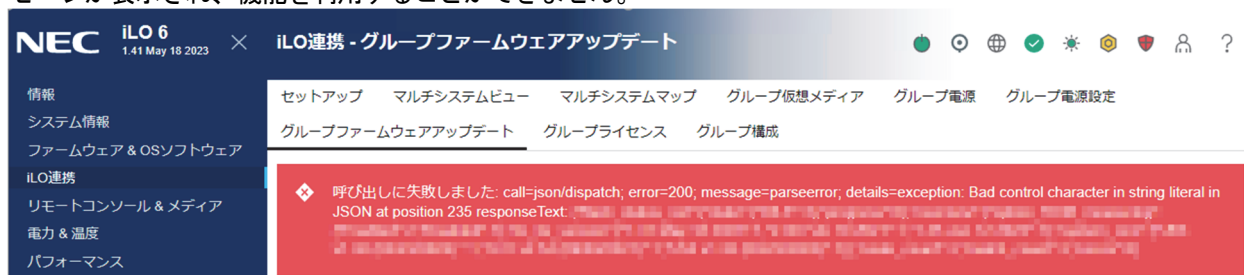 NEC iLO 6
1.41 May 18 2023
iLO連携 - グループファームウェアアップデート
?
情報
システム情報
ファームウェア & OSソフトウェア
iLO連携
リモートコンソール & メディア
電力 & 温度
パフォーマンス
セットアップ マルチシステムビュー マルチシステムマップ グループ仮想メディア グループ電源 グループ電源設定
グループファームウェアアップデート グループライセンス グループ構成
呼び出しに失敗しました: call=json/dispatch; error=200; message=parseerror; details=exception: Bad control character in string literal in
JSON at position 235 responseText: